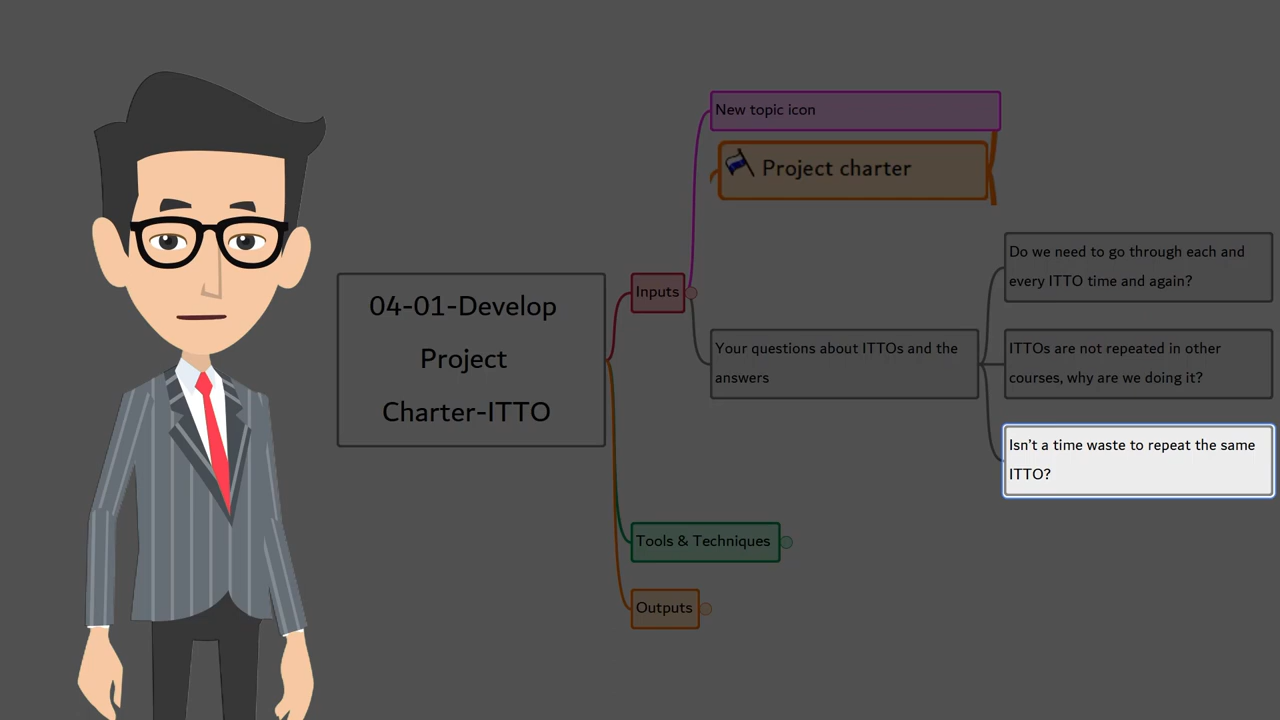 New topic icon
Project charter
Do we need to go through each and
every ITTO time and again?
04-01-Develop
Project
Charter-ITTO
Inputs
Your questions about ITTOs and the
answers
ITTOs are not repeated in other
courses, why are we doing it?
Isn’t a time waste to repeat the same
ITTO?
Tools & Techniques
Outputs